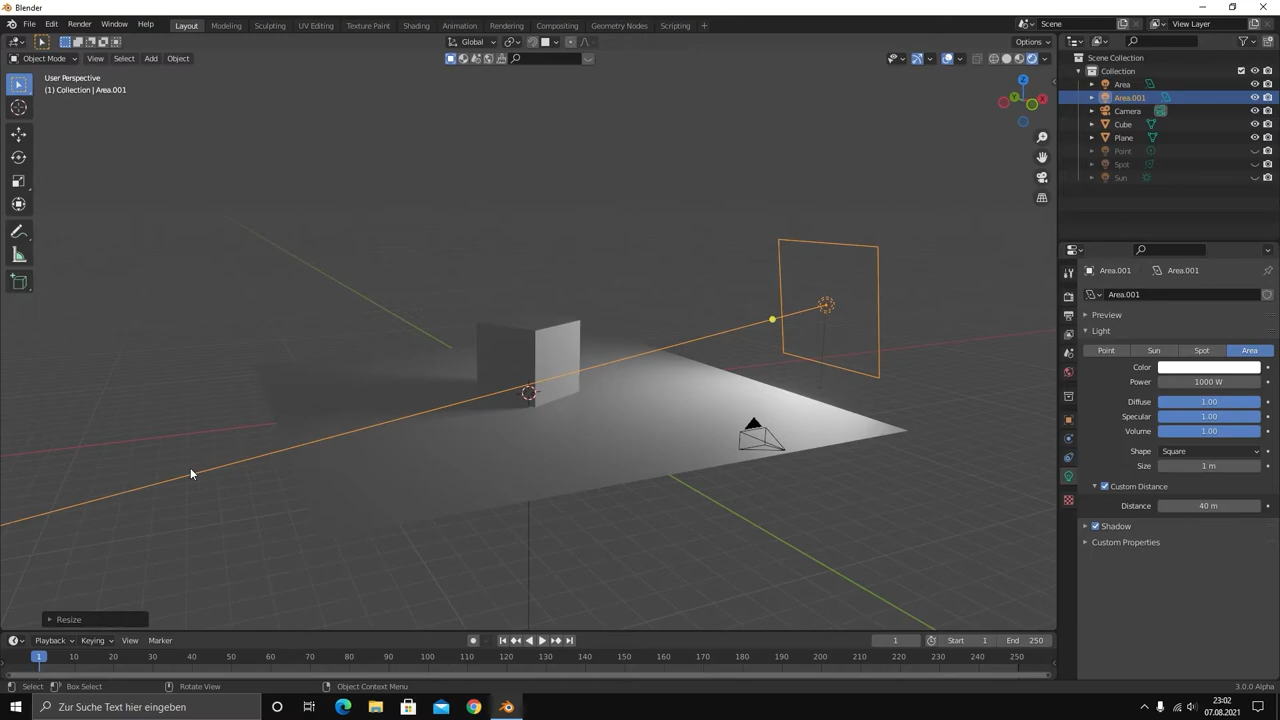 Blender
File Edit Render Window Help Layout Modeling Sculpting UV Editing Texture Paint Shading Animation Rendering Compositing Geometry Nodes Scripting + Scene View Layer
Global Options
Object Mode View Select Add Object
User Perspective
(1) Collection | Area.001
Z
Y
X
Scene Collection
Collection
Area
Area.001
Camera
Cube
Plane
Point
Spot
Sun
Area.001 Area.001
Area.001
Preview
Light
Point Sun Spot Area
Color
Power 1000 W
Diffuse 1.00
Specular 1.00
Volume 1.00
Shape Square
Size 1 m
Custom Distance
Distance 40 m
Shadow
Custom Properties
Resize
Playback Keying View Marker 1 Start 1 End 250
1 10 20 30 40 50 60 70 80 90 100 110 120 130 140 150 160 170 180 190 200 210 220 230 240 250
Select Box Select Rotate View Object Context Menu 3.0.0 Alpha
Zur Suche Text hier eingeben
23:02
07.08.2021